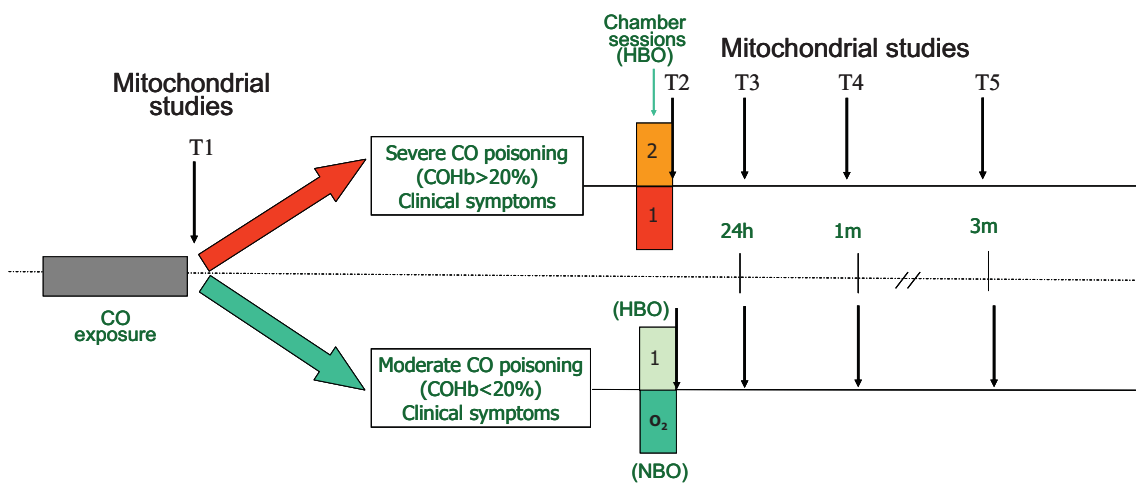 Chamber
sessions
(HBO)
Mitochondrial studies
Mitochondrial
studies
T1
T2
T3
T4
T5
Severe CO poisoning
(COHb>20%)
Clinical symptoms
2
1
24h
1m
3m
CO
exposure
(HBO)
Moderate CO poisoning
(COHb<20%)
Clinical symptoms
1
O₂
(NBO)